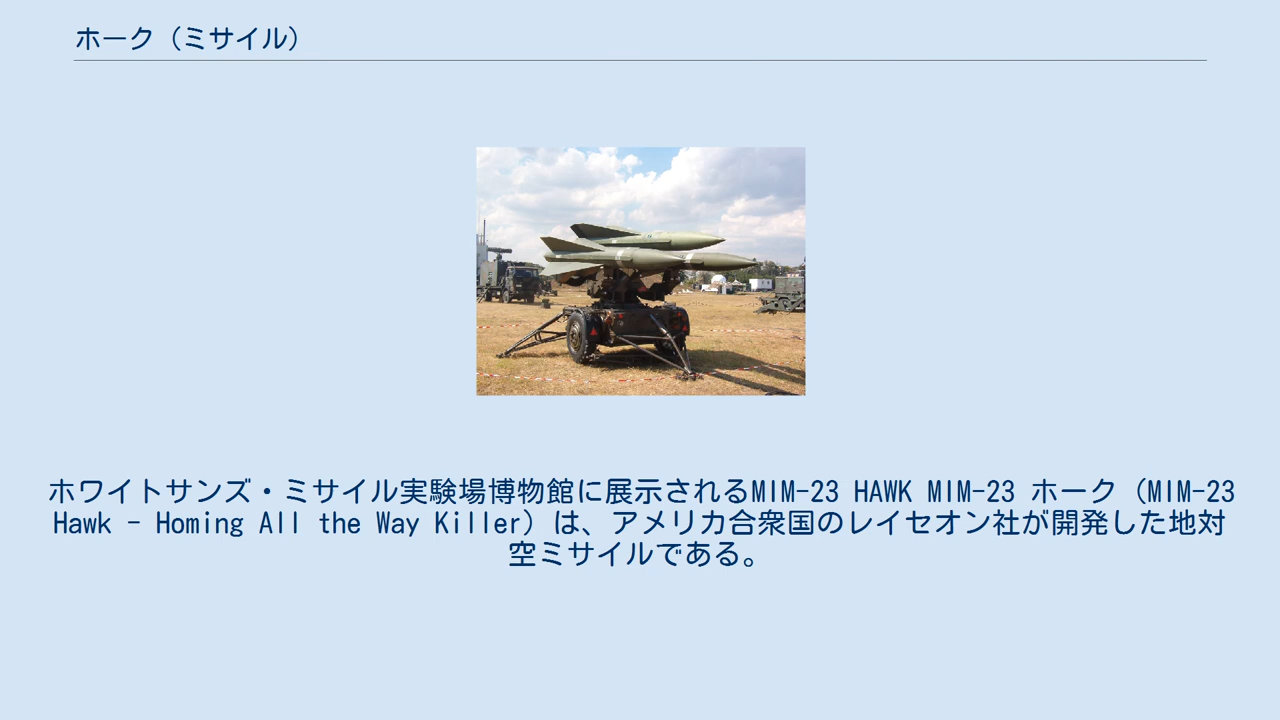 ホーク（ミサイル）
ホワイトサンズ・ミサイル実験場博物館に展示されるMIM-23 HAWK MIM-23 ホーク（MIM-23
Hawk - Homing All the Way Killer）は、アメリカ合衆国のレイセオン社が開発した地対
空ミサイルである。